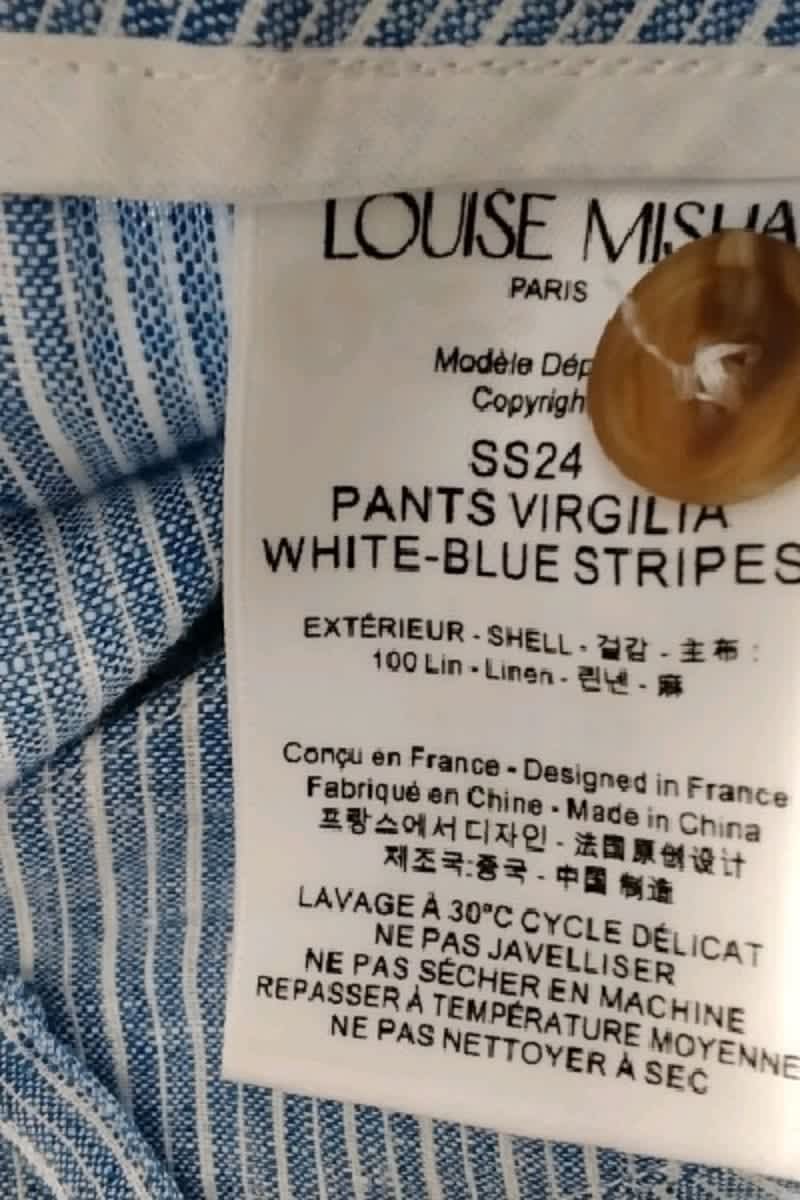 LOUISE MISHA
PARIS
Modèle Dép
Copyrigh
SS24
PANTS VIRGILIA
WHITE-BLUE STRIPES
EXTÉRIEUR - SHELL - 걸감 - 主布 :
100 Lin - Linen - 린넨 - 麻
Conçu en France - Designed in France
Fabriqué en Chine - Made in China
프랑스에서 디자인 - 法国原创设计
제조국:중국 - 中国 制造
LAVAGE À 30°C CYCLE DÉLICAT
NE PAS JAVELLISER
NE PAS SÉCHER EN MACHINE
REPASSER À TEMPÉRATURE MOYENNE
NE PAS NETTOYER À SEC